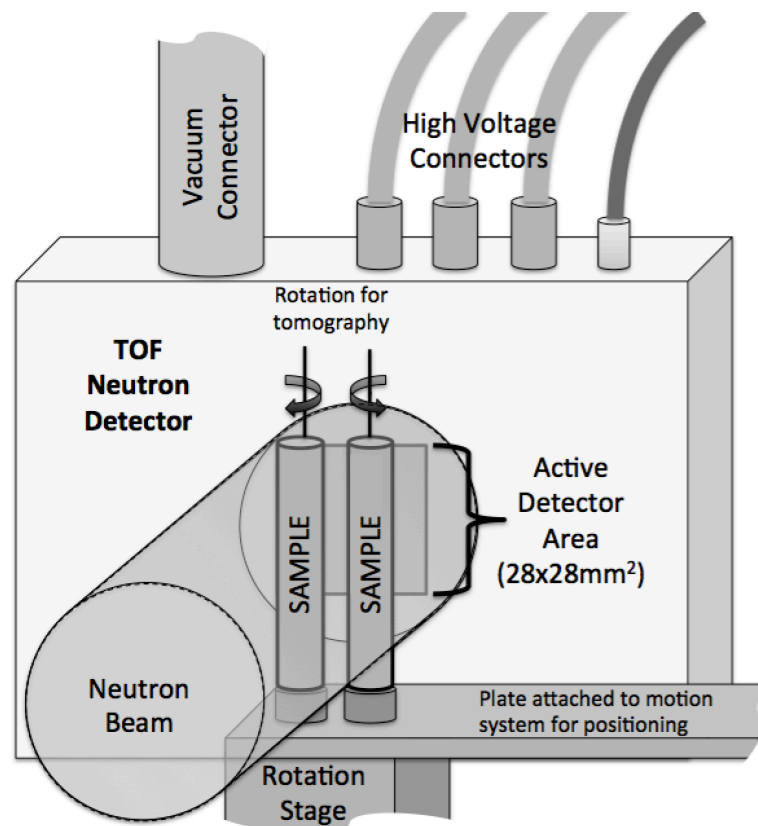 Vacuum
Connector
High Voltage
Connectors
Rotation for
tomography
TOF
Neutron
Detector
Active
Detector
Area
(28x28mm²)
SAMPLE
SAMPLE
Neutron
Beam
Plate attached to motion
system for positioning
Rotation
Stage